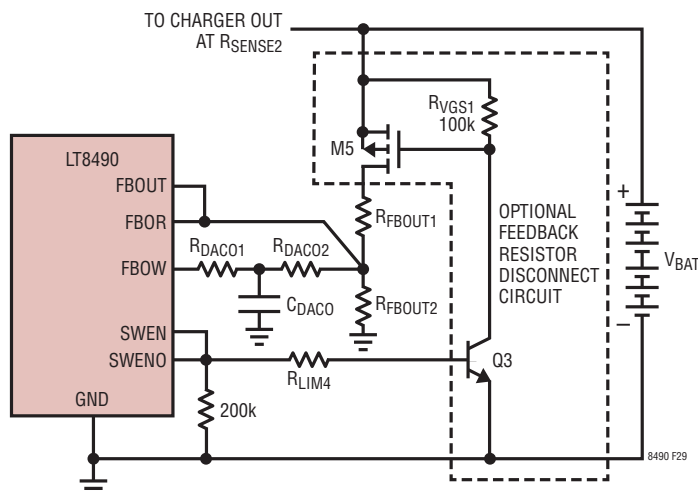 TO CHARGER OUT
AT RSENSE2
RVGS1
100k
M5
LT8490
FBOUT
FBOR
FBOW
SWEN
SWENO
GND
RDACO1
RDACO2
CDACO
RFBOUT1
RFBOUT2
OPTIONAL
FEEDBACK
RESISTOR
DISCONNECT
CIRCUIT
+
VBAT
–
RLIM4
Q3
200k
8490 F29